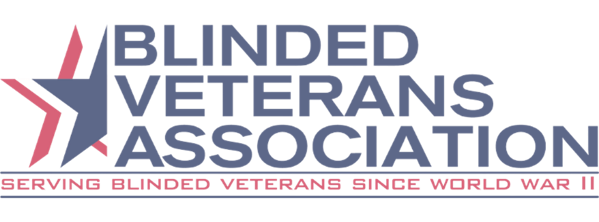 BLINDED
VETERANS
ASSOCIATION
SERVING BLINDED VETERANS SINCE WORLD WAR II